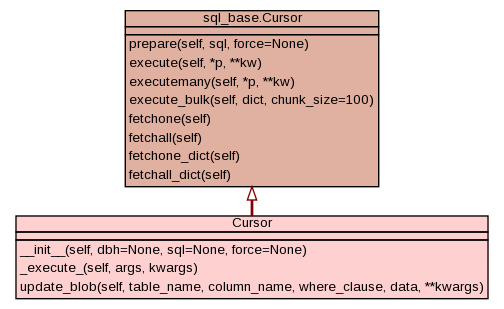 sql_base.Cursor
prepare(self, sql, force=None)
execute(self, *p, **kw)
executemany(self, *p, **kw)
execute_bulk(self, dict, chunk_size=100)
fetchone(self)
fetchall(self)
fetchone_dict(self)
fetchall_dict(self)
Cursor
__init__(self, dbh=None, sql=None, force=None)
_execute_(self, args, kwargs)
update_blob(self, table_name, column_name, where_clause, data, **kwargs)